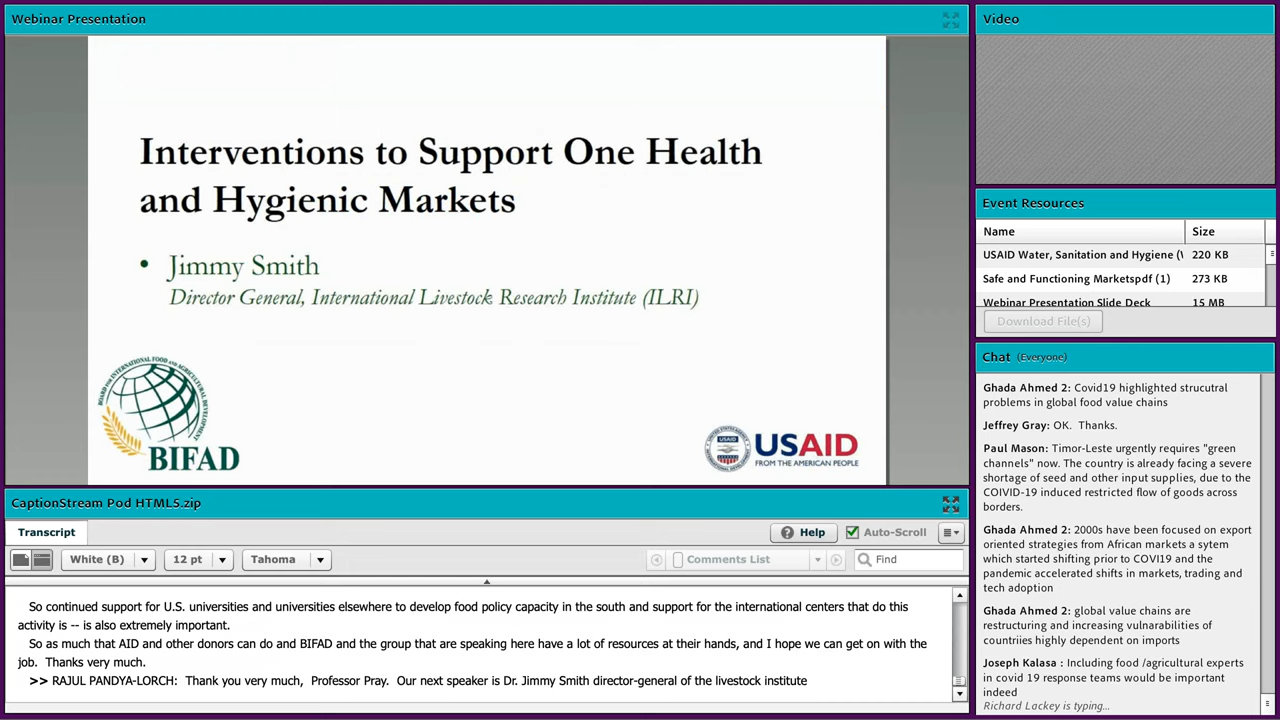 Webinar Presentation
Interventions to Support One Health
and Hygienic Markets
• Jimmy Smith
Director General, International Livestock Research Institute (ILRI)
BOARD FOR INTERNATIONAL FOOD AND AGRICULTURAL DEVELOPMENT
BIFAD
USAID
USAID
FROM THE AMERICAN PEOPLE
CaptionStream Pod HTML5.zip
Transcript
Help
Auto-Scroll
White (B)
12 pt
Tahoma
Comments List
Find
So continued support for U.S. universities and universities elsewhere to develop food policy capacity in the south and support for the international centers that do this
activity is -- is also extremely important.
So as much that AID and other donors can do and BIFAD and the group that are speaking here have a lot of resources at their hands, and I hope we can get on with the
job. Thanks very much.
>> RAJUL PANDYA-LORCH: Thank you very much, Professor Pray. Our next speaker is Dr. Jimmy Smith director-general of the livestock institute
Video
Event Resources
Name Size
USAID Water, Sanitation and Hygiene (\ 220 KB
Safe and Functioning Marketspdf (1) 273 KB
Webinar Presentation Slide Deck 15 MB
Download File(s)
Chat (Everyone)
Ghada Ahmed 2: Covid19 highlighted strucutral
problems in global food value chains
Jeffrey Gray: OK. Thanks.
Paul Mason: Timor-Leste urgently requires "green
channels" now. The country is already facing a severe
shortage of seed and other input supplies, due to the
COIVID-19 induced restricted flow of goods across
borders.
Ghada Ahmed 2: 2000s have been focused on export
oriented strategies from African markets a sytem
which started shifting prior to COVI19 and the
pandemic accelerated shifts in markets, trading and
tech adoption
Ghada Ahmed 2: global value chains are
restructuring and increasing vulnarabilities of
countriies highly dependent on imports
Joseph Kalasa : Including food /agricultural experts
in covid 19 response teams would be important
indeed
Richard Lackey is typing...